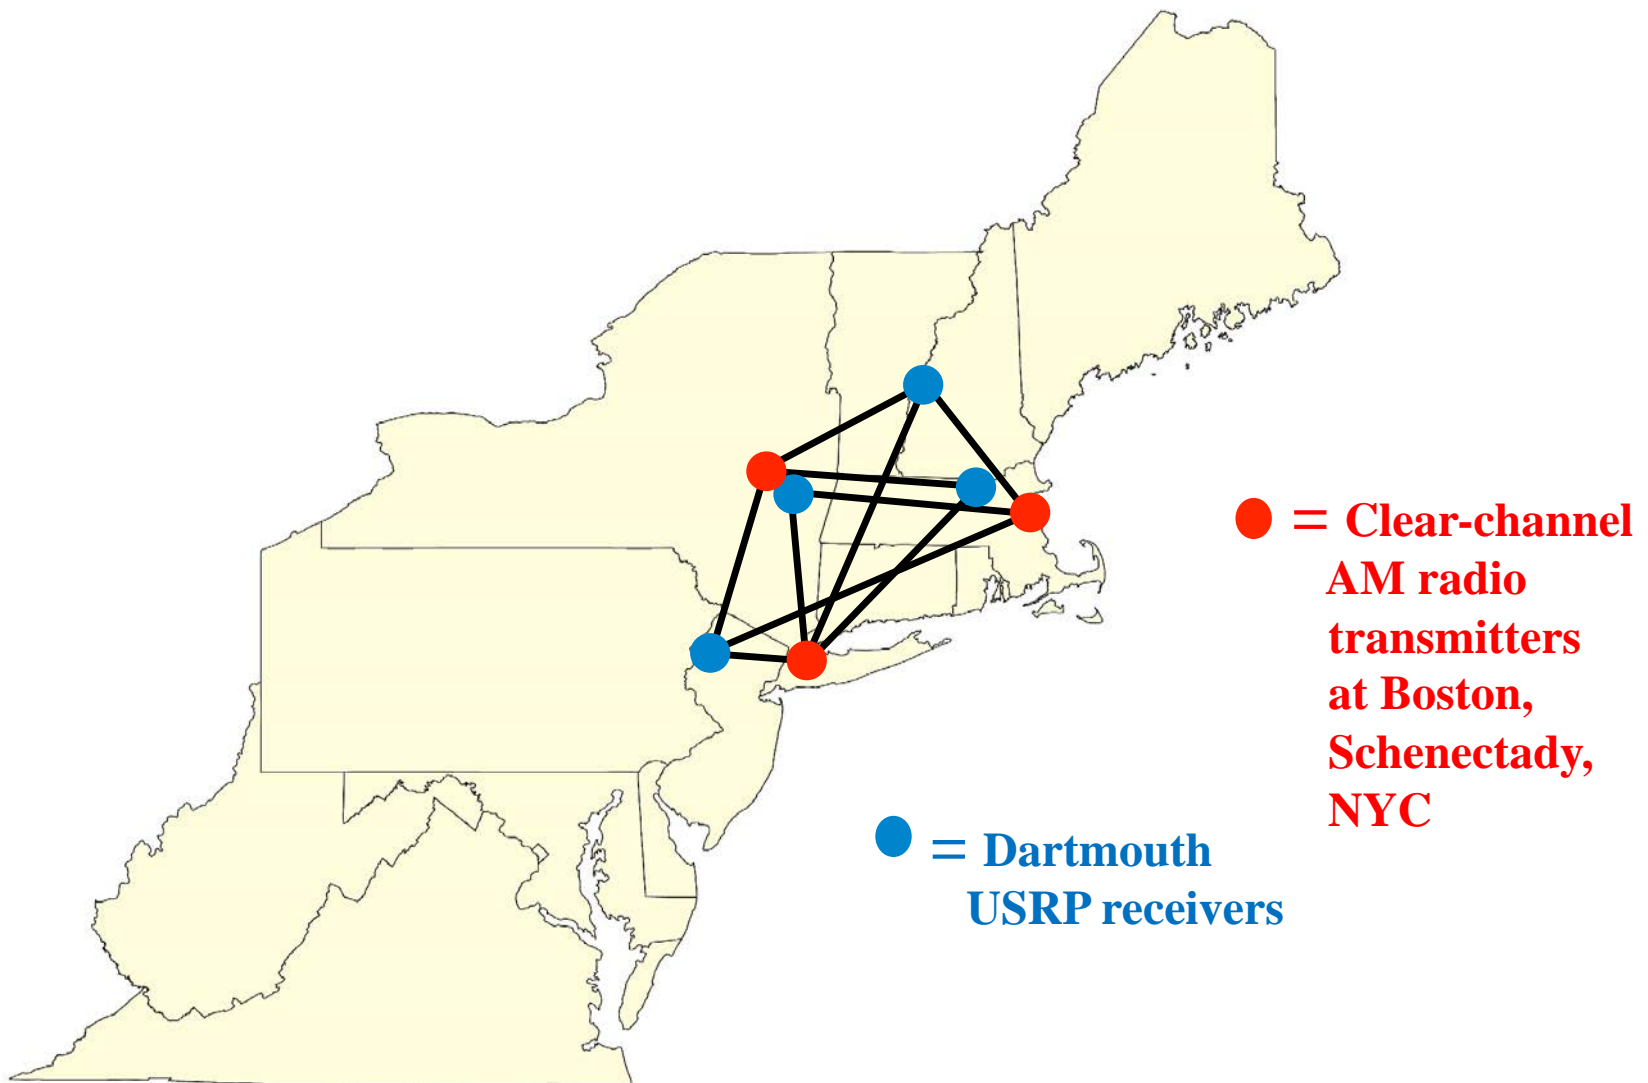 = Clear-channel
AM radio
transmitters
at Boston,
Schenectady,
NYC
= Dartmouth
USRP receivers